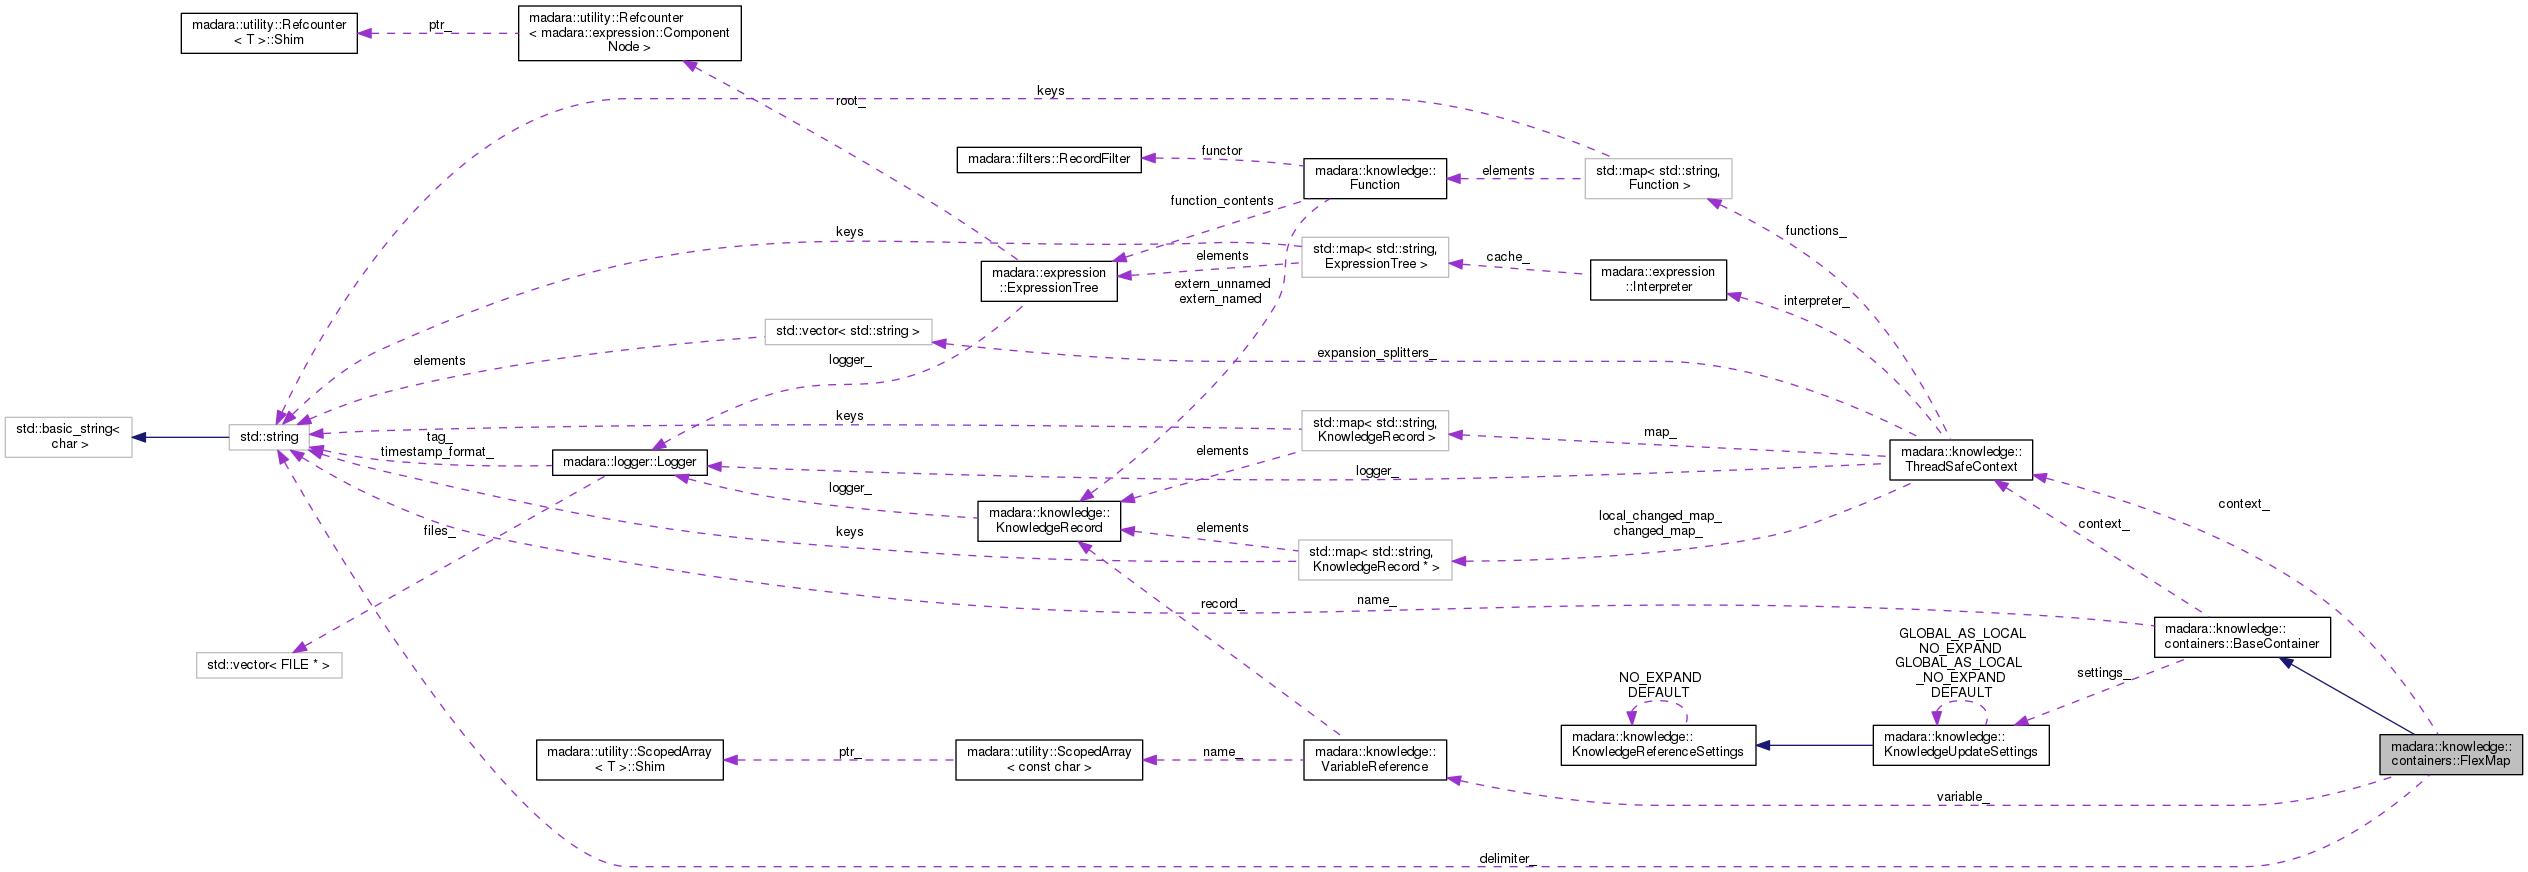 madara::utility::Refcounter
< T >::Shim
ptr_
madara::utility::Refcounter
< madara::expression::Component
Node >
root_
keys
madara::filters::RecordFilter
functor
madara::knowledge::
Function
elements
std::map< std::string,
Function >
function_contents
keys
functions_
madara::expression
::ExpressionTree
elements
std::map< std::string,
ExpressionTree >
cache_
madara::expression
::Interpreter
extern_unnamed
extern_named
interpreter_
std::vector< std::string >
elements
logger_
expansion_splitters_
std::basic_string<
char >
std::string
keys
std::map< std::string,
KnowledgeRecord >
map_
tag_
timestamp_format_
madara::logger::Logger
elements
logger_
madara::knowledge::
ThreadSafeContext
logger_
madara::knowledge::
KnowledgeRecord
context_
files_
keys
elements
std::map< std::string,
KnowledgeRecord * >
local_changed_map_
changed_map_
context_
record_
name_
madara::knowledge::
containers::BaseContainer
std::vector< FILE * >
GLOBAL_AS_LOCAL
NO_EXPAND
GLOBAL_AS_LOCAL
_NO_EXPAND
DEFAULT
NO_EXPAND
DEFAULT
settings_
madara::utility::ScopedArray
< T >::Shim
ptr_
madara::utility::ScopedArray
< const char >
name_
madara::knowledge::
VariableReference
madara::knowledge::
KnowledgeReferenceSettings
madara::knowledge::
KnowledgeUpdateSettings
madara::knowledge::
containers::FlexMap
variable_
delimiter_